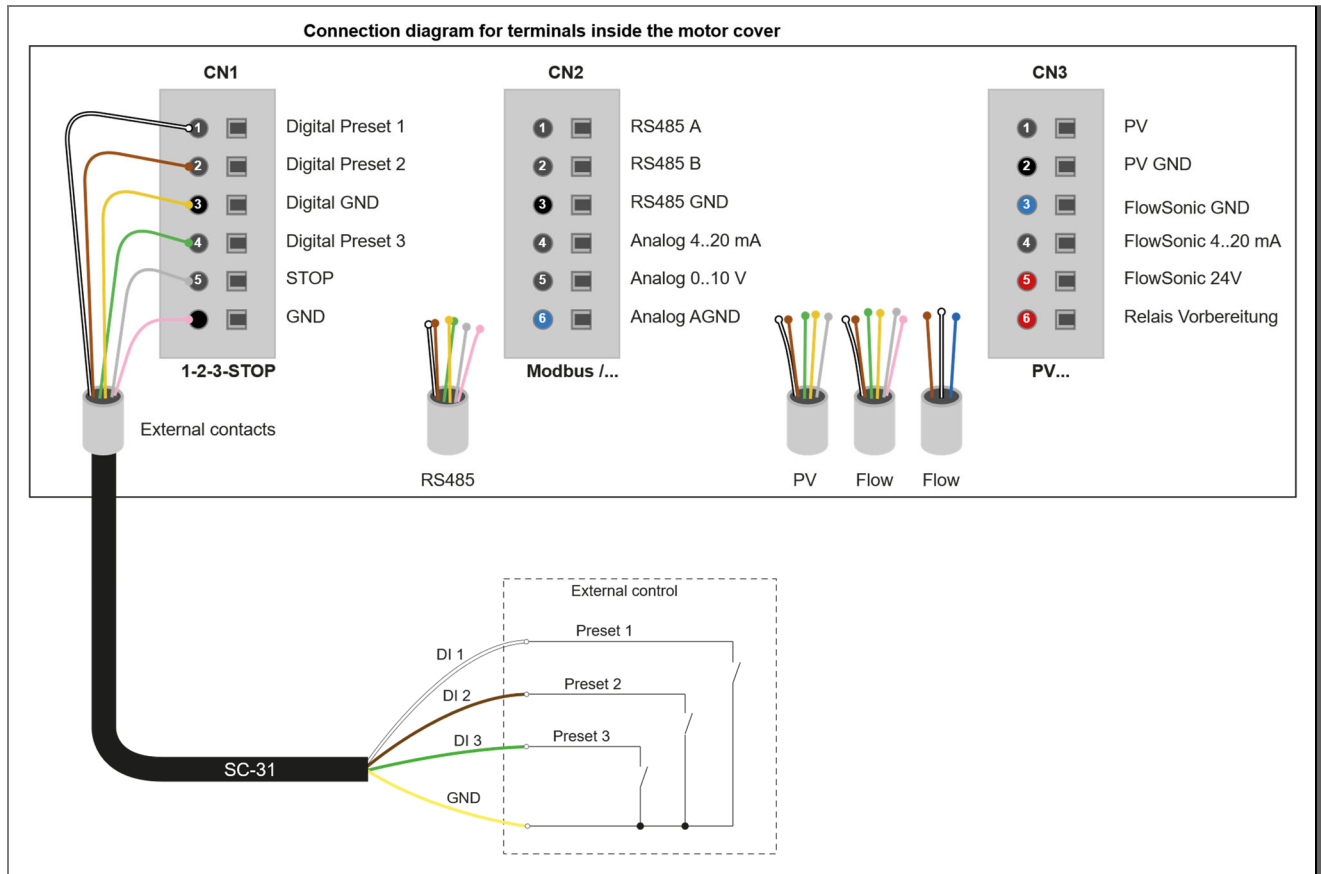 Connection diagram for terminals inside the motor cover
CN1
1 Digital Preset 1
2 Digital Preset 2
3 Digital GND
4 Digital Preset 3
5 STOP
GND
1-2-3-STOP
External contacts
CN2
1 RS485 A
2 RS485 B
3 RS485 GND
4 Analog 4..20 mA
5 Analog 0..10 V
6 Analog AGND
Modbus /...
RS485
CN3
1 PV
2 PV GND
3 FlowSonic GND
4 FlowSonic 4..20 mA
5 FlowSonic 24V
6 Relais Vorbereitung
PV...
PV Flow Flow
External control
DI 1 Preset 1
DI 2 Preset 2
DI 3 Preset 3
SC-31
GND